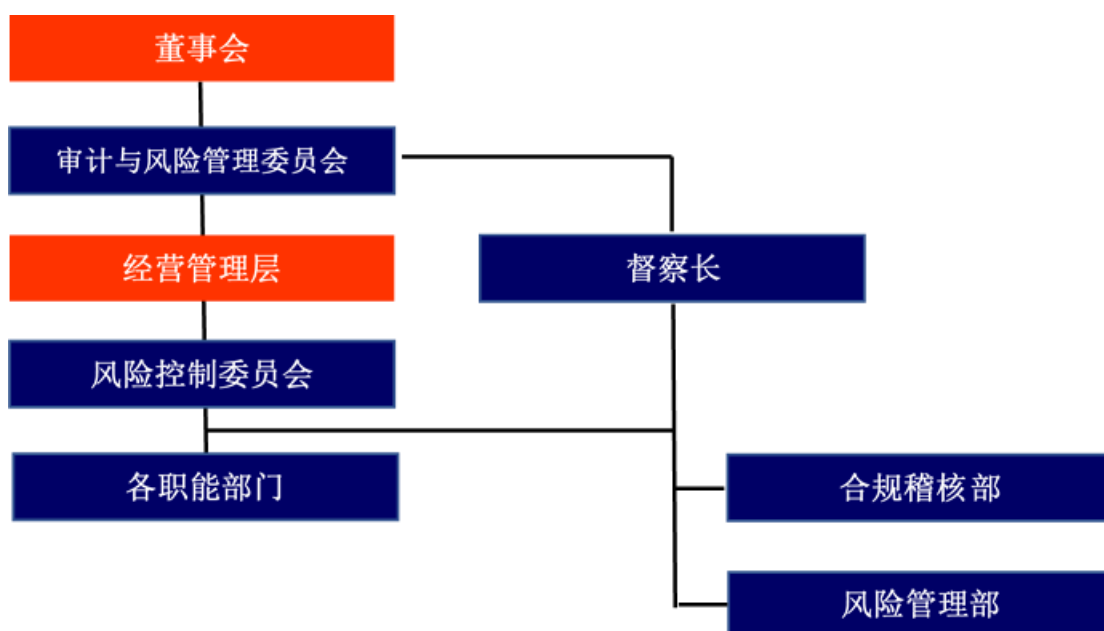 董事会
审计与风险管理委员会
经营管理层
督察长
风险控制委员会
各职能部门
合规稽核部
风险管理部